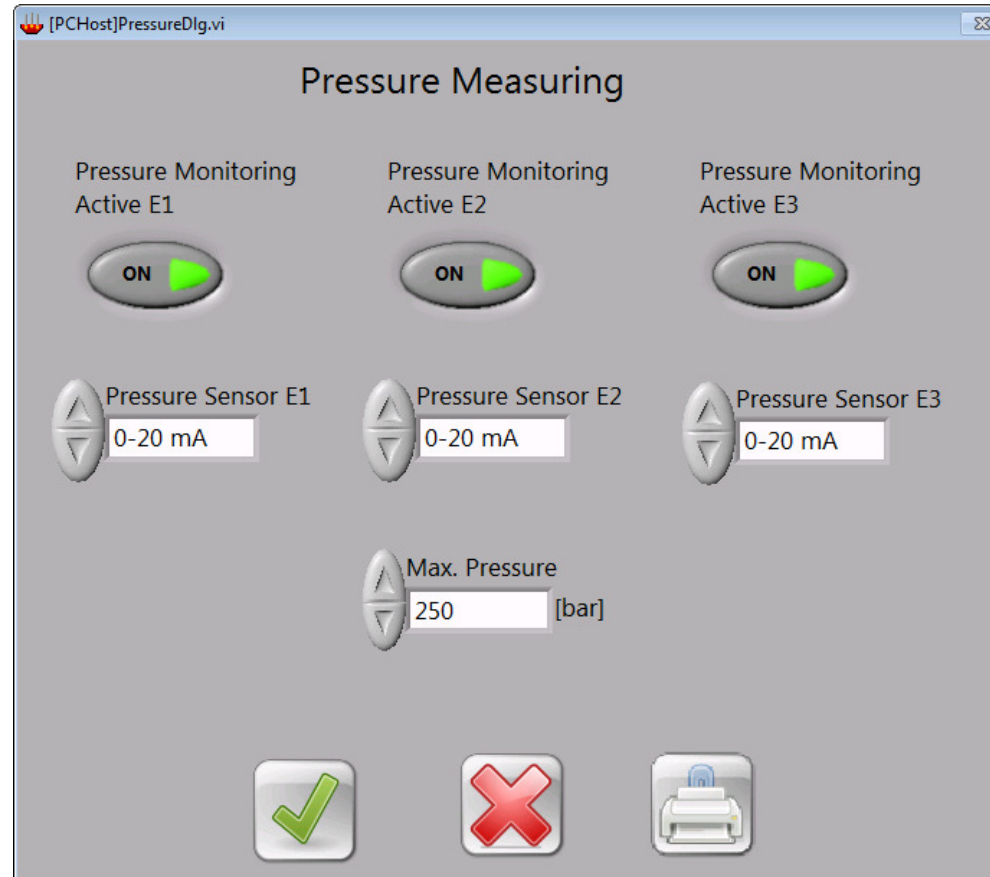 [PCHost]PressureDlg.vi
Pressure Measuring
Pressure Monitoring
Active E1
Pressure Monitoring
Active E2
Pressure Monitoring
Active E3
ON
ON
ON
Pressure Sensor E1
0-20 mA
Pressure Sensor E2
0-20 mA
Pressure Sensor E3
0-20 mA
Max. Pressure
250 [bar]